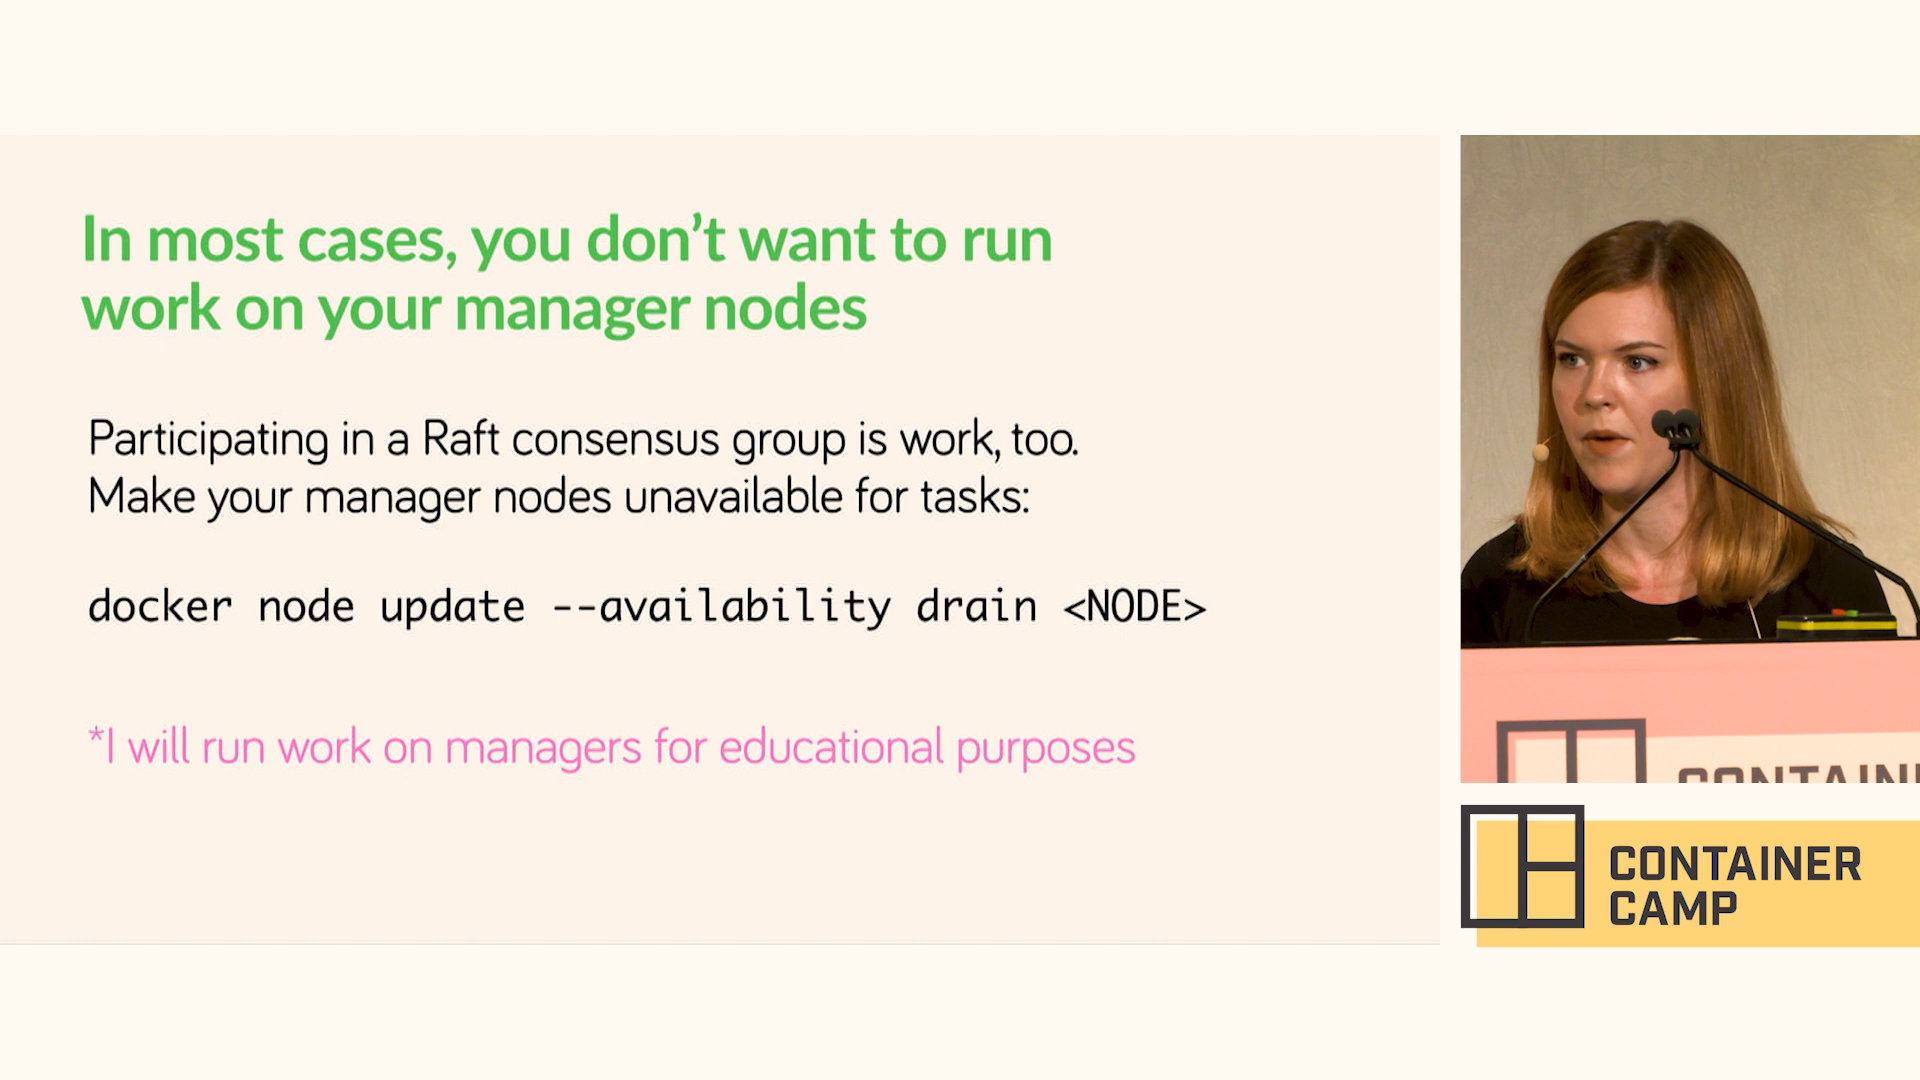 In most cases, you don’t want to run
work on your manager nodes
Participating in a Raft consensus group is work, too.
Make your manager nodes unavailable for tasks:
docker node update --availability drain <NODE>
*I will run work on managers for educational purposes
CONTAIN
CONTAINER
CAMP